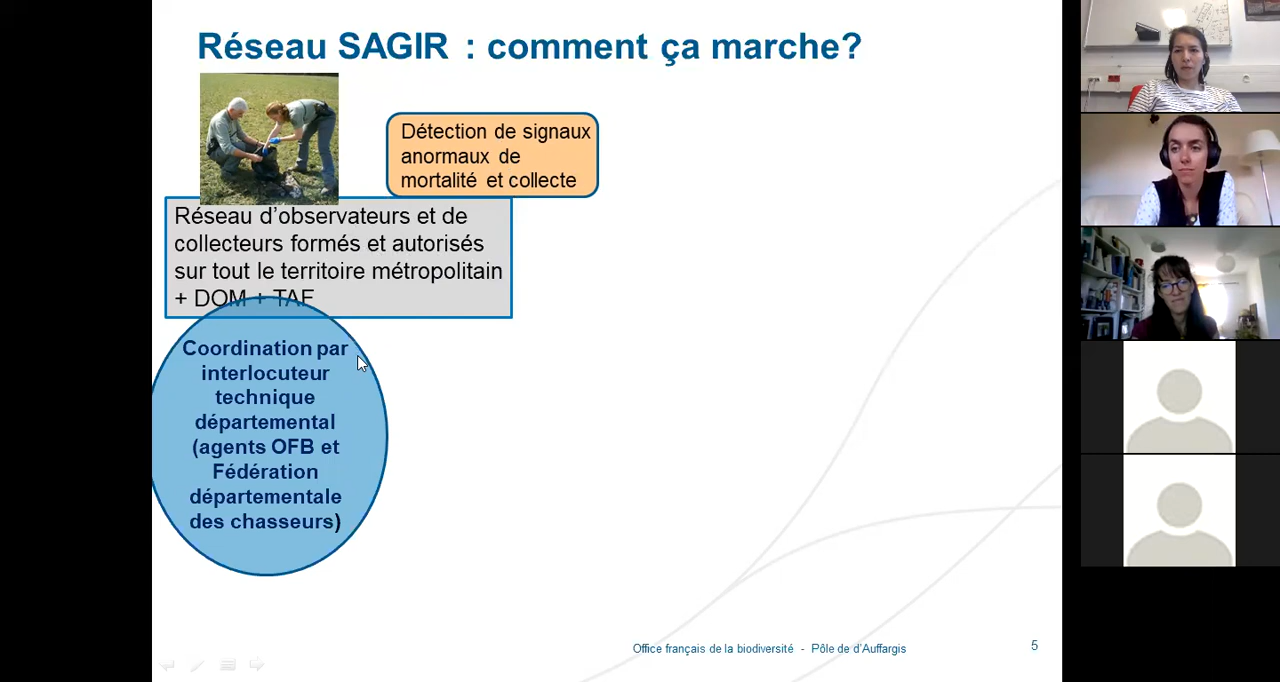 Réseau SAGIR : comment ça marche?
Détection de signaux
anormaux de
mortalité et collecte
Réseau d'observateurs et de
collecteurs formés et autorisés
sur tout le territoire métropolitain
+ DOM + TAF
Coordination par
interlocuteur
technique
départemental
(agents OFB et
Fédération
départementale
des chasseurs)
Office français de la biodiversité - Pôle de d'Auffargis
5